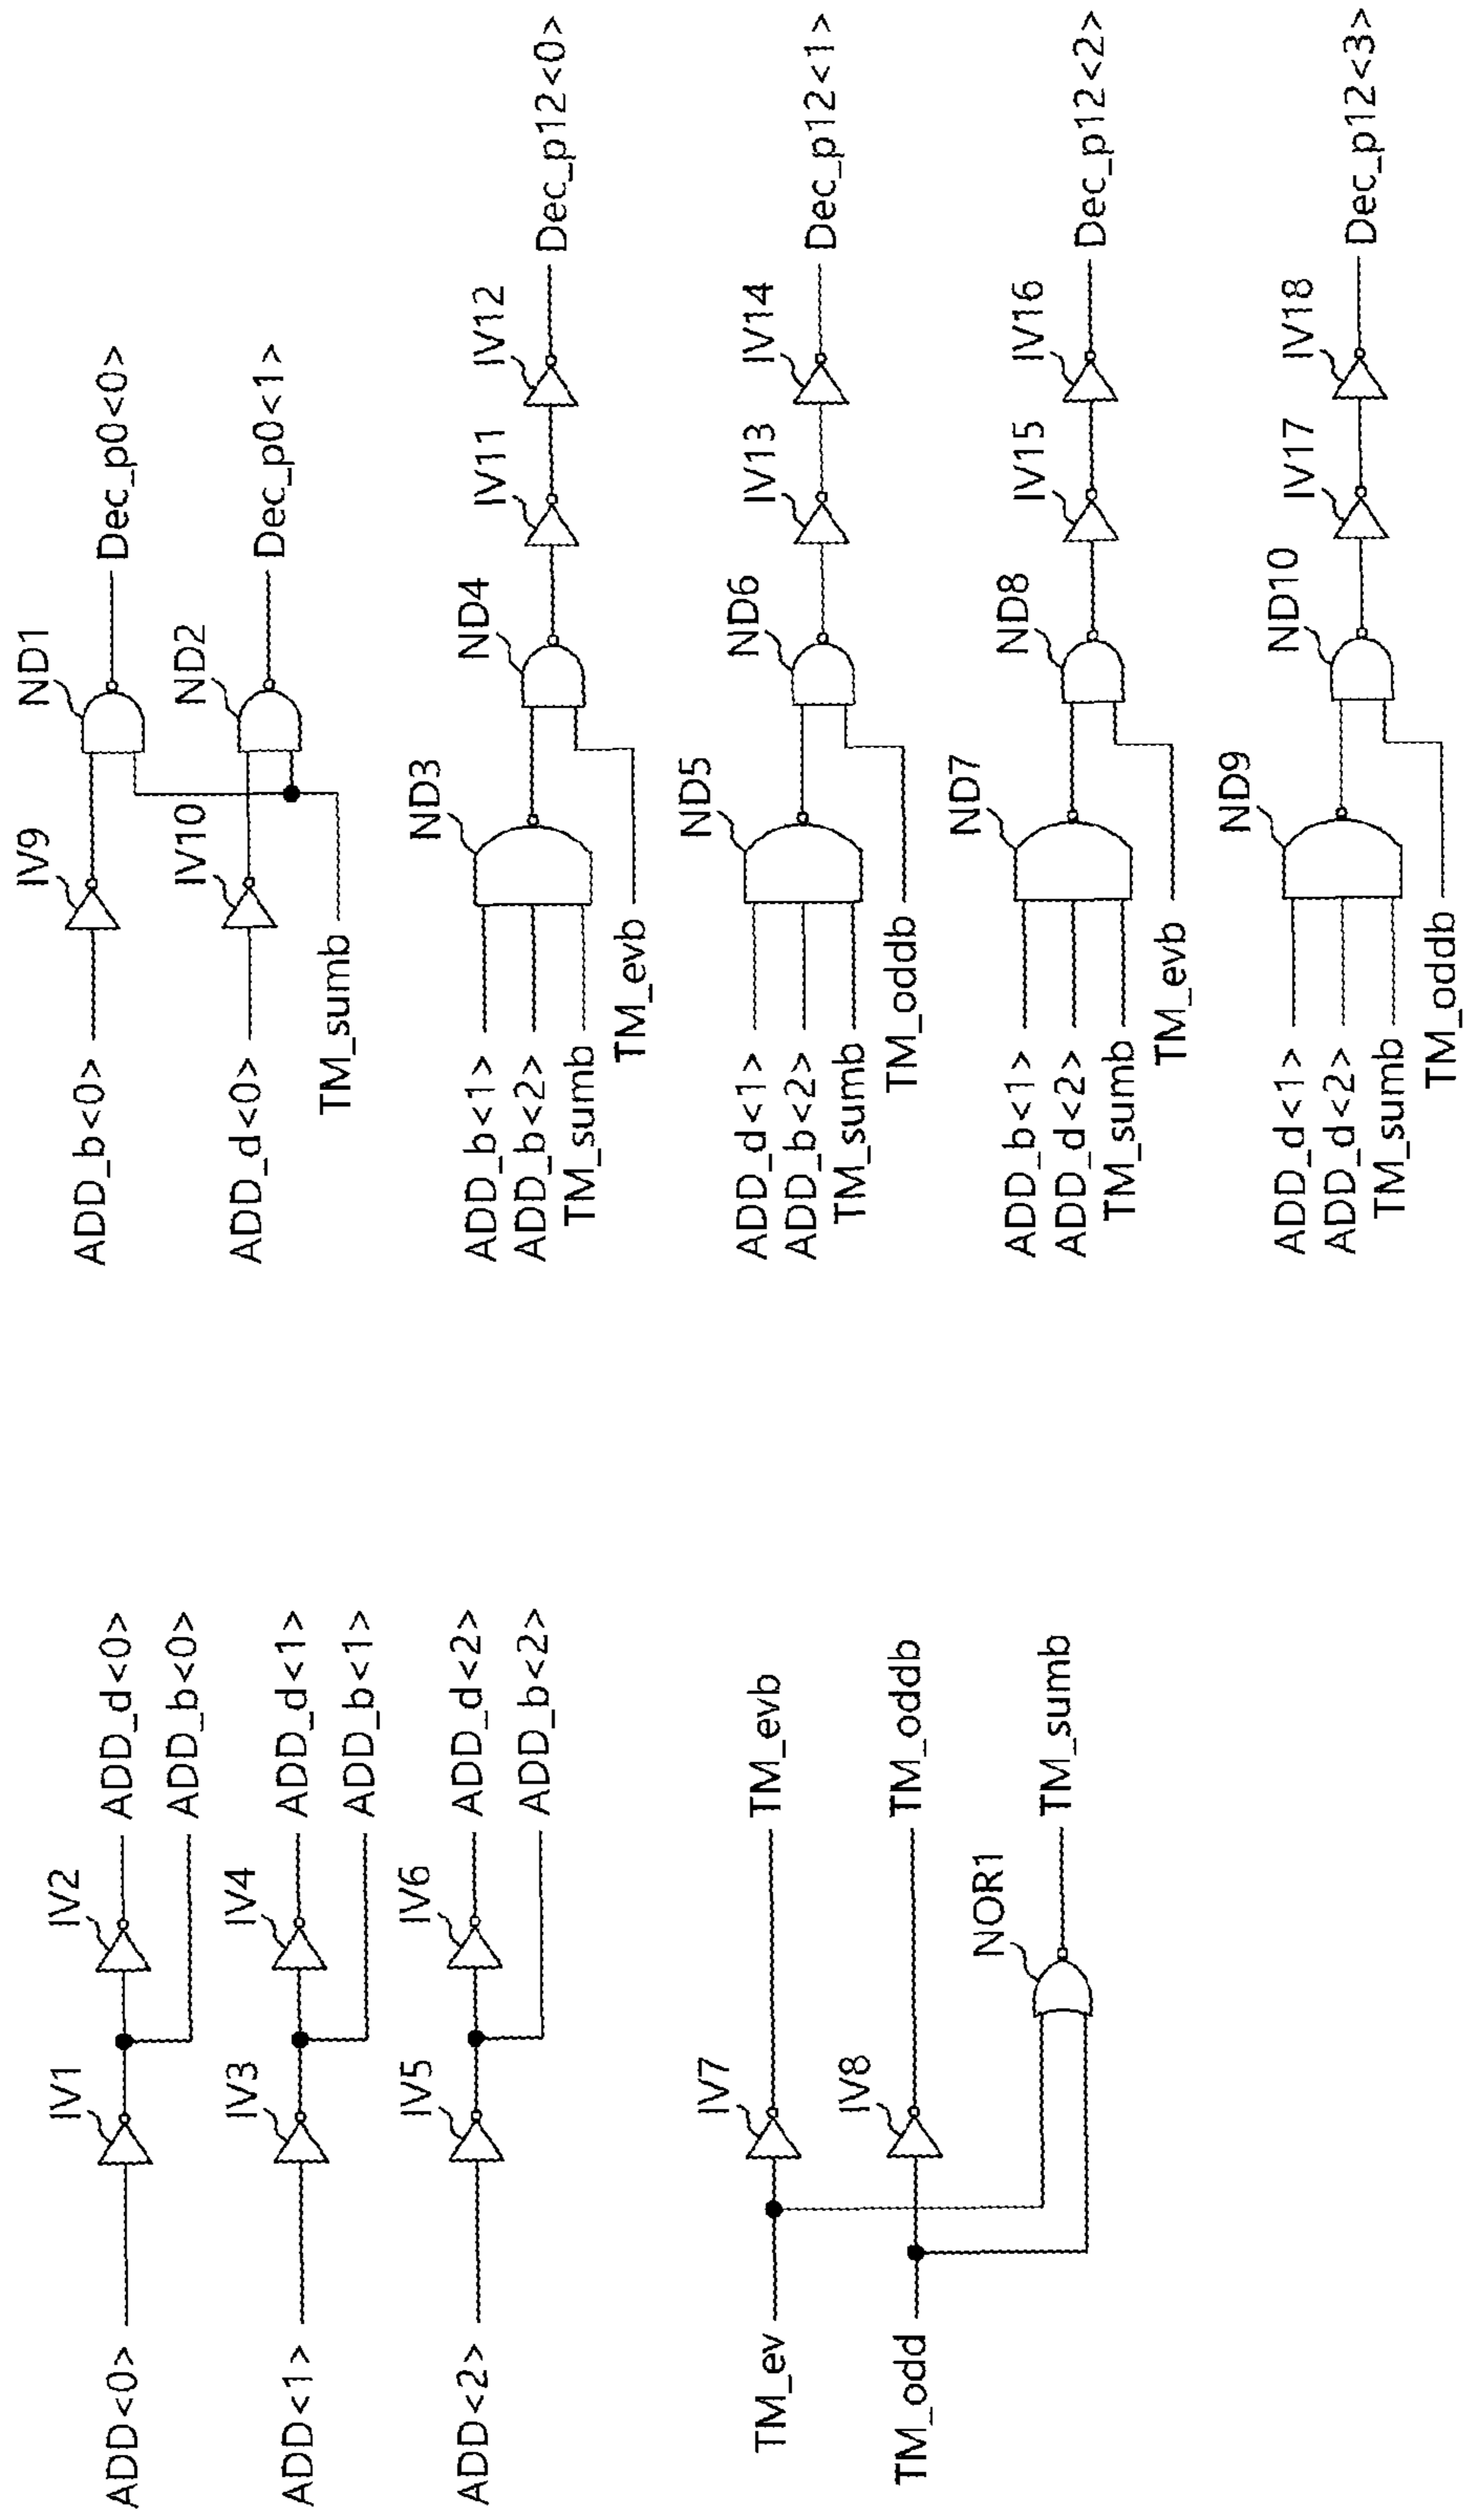 ADD<0>
IV1
IV2
ADD_d<0>
ADD_b<0>
ADD<1>
IV3
IV4
ADD_d<1>
ADD_b<1>
ADD<2>
IV5
IV6
ADD_d<2>
ADD_b<2>
TM_ev
IV7
TM_evb
TM_odd
IV8
TM_oddb
NOR1
TM_sumb
ADD_b<0>
IV9
ND1
Dec_p0<0>
ADD_d<0>
IV10
ND2
Dec_p0<1>
TM_sumb
ADD_b<1>
ADD_b<2>
TM_sumb
TM_evb
ND3
ND4
IV11
IV12
Dec_p12<0>
ADD_d<1>
ADD_b<2>
TM_sumb
TM_oddb
ND5
ND6
IV13
IV14
Dec_p12<1>
ADD_b<1>
ADD_d<2>
TM_sumb
TM_evb
ND7
ND8
IV15
IV16
Dec_p12<2>
ADD_d<1>
ADD_d<2>
TM_sumb
TM_oddb
ND9
ND10
IV17
IV18
Dec_p12<3>